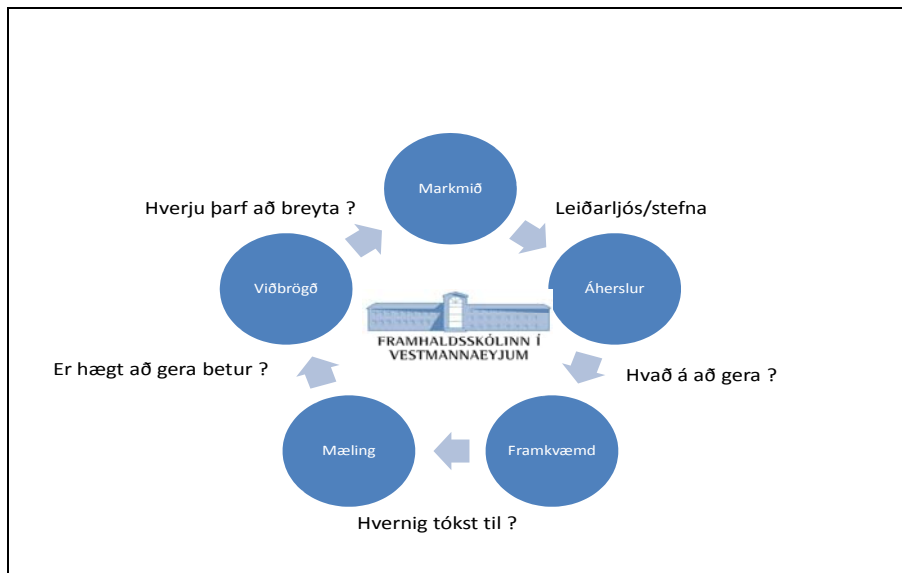 Markmið
Hverju þarf að breyta ?
Leiðarljós/stefna
Viðbrögð
Áherslur
FRAMHALDSSKÓLINN Í
VESTMANNAEYJUM
Er hægt að gera betur ?
Hvað á að gera ?
Mæling
Framkvæmd
Hvernig tókst til ?